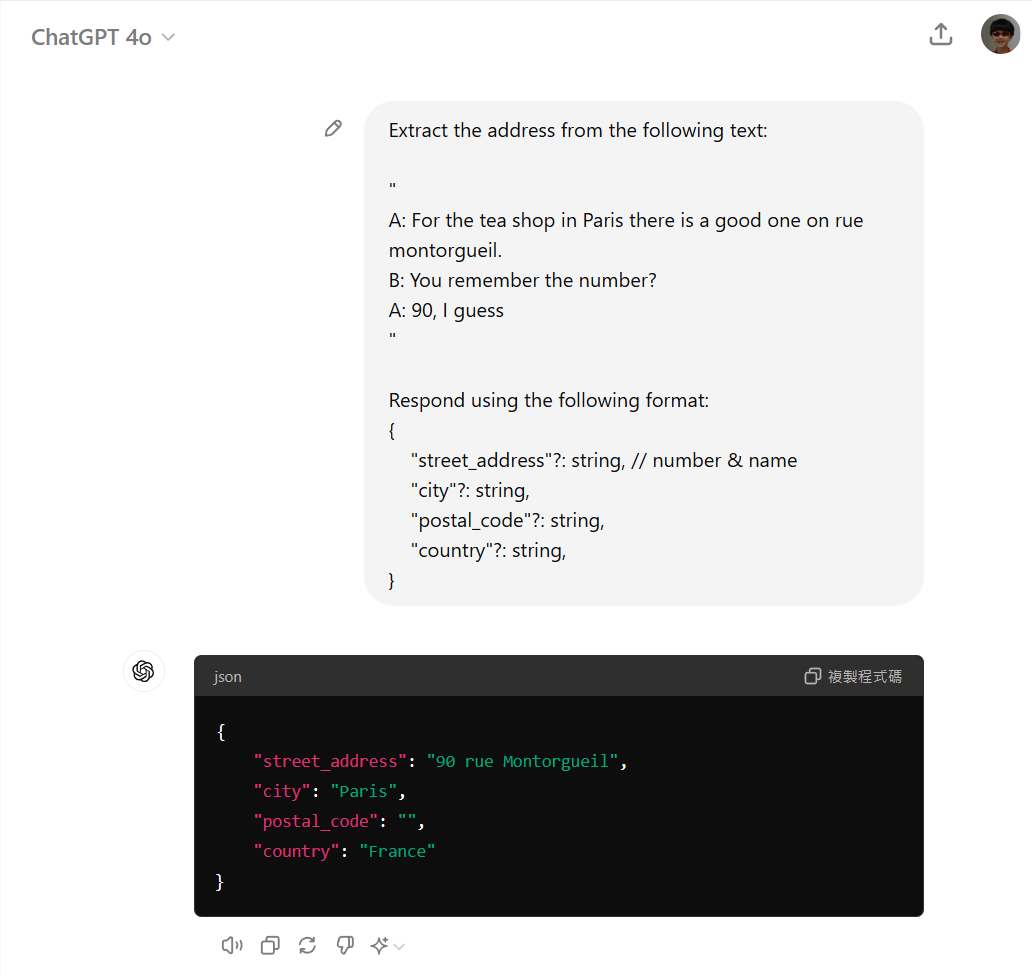 ChatGPT 4o
Extract the address from the following text:
"
A: For the tea shop in Paris there is a good one on rue
montorgueil.
B: You remember the number?
A: 90, I guess
"
Respond using the following format:
{
"street_address"?: string, // number & name
"city"?: string,
"postal_code"?: string,
"country"?: string,
}
json
複製程式碼
{
"street_address": "90 rue Montorgueil",
"city": "Paris",
"postal_code": "",
"country": "France"
}